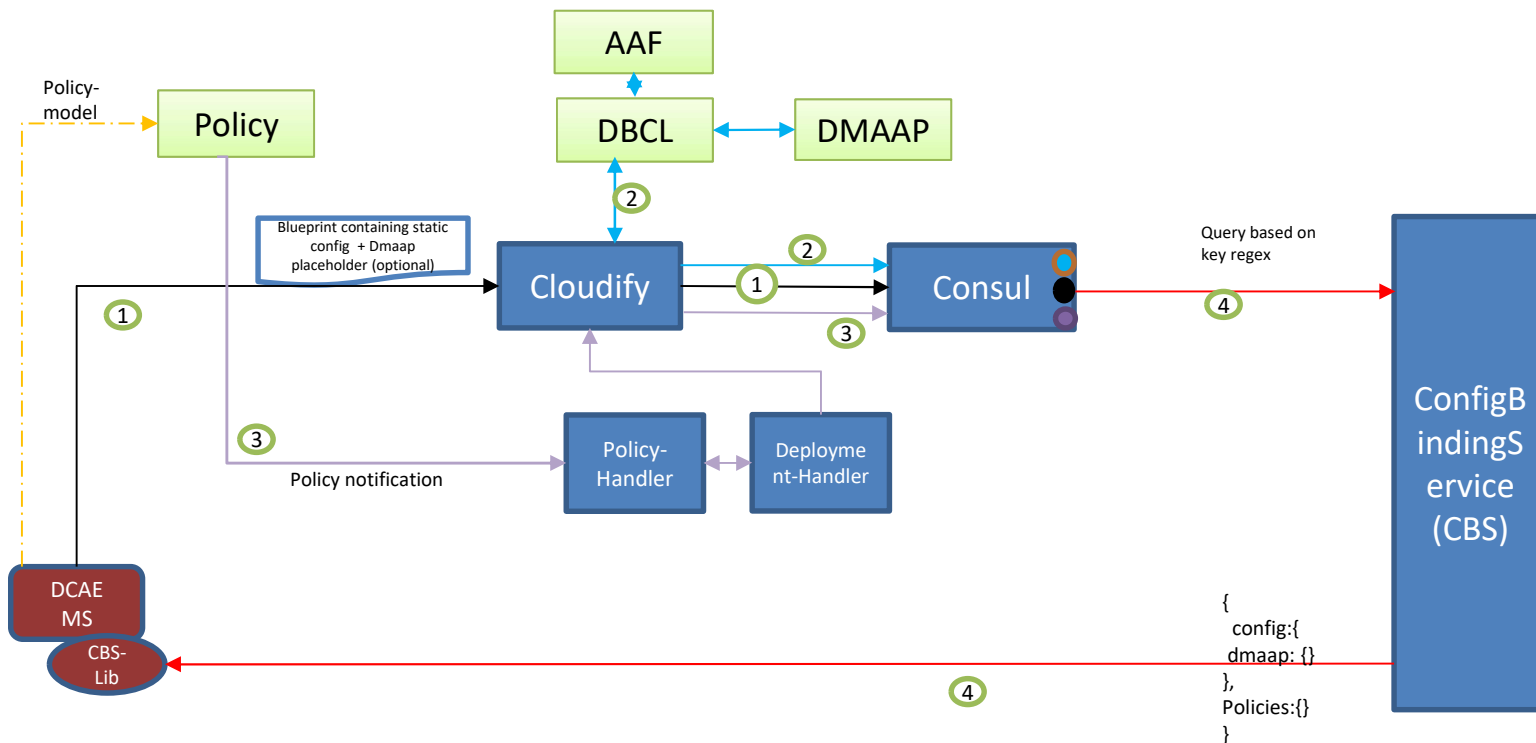 AAF
Policy-
model
Policy
DBCL
DMAAP
2
Blueprint containing static
config + Dmaap
placeholder (optional)
Cloudify
2
1
3
Consul
Query based on
key regex
4
1
3
Policy notification
Policy-
Handler
Deployme
nt-Handler
ConfigB
indingS
ervice
(CBS)
DCAE
MS
CBS-
Lib
4
{
config:{
dmaap: {}
},
Policies:{}
}